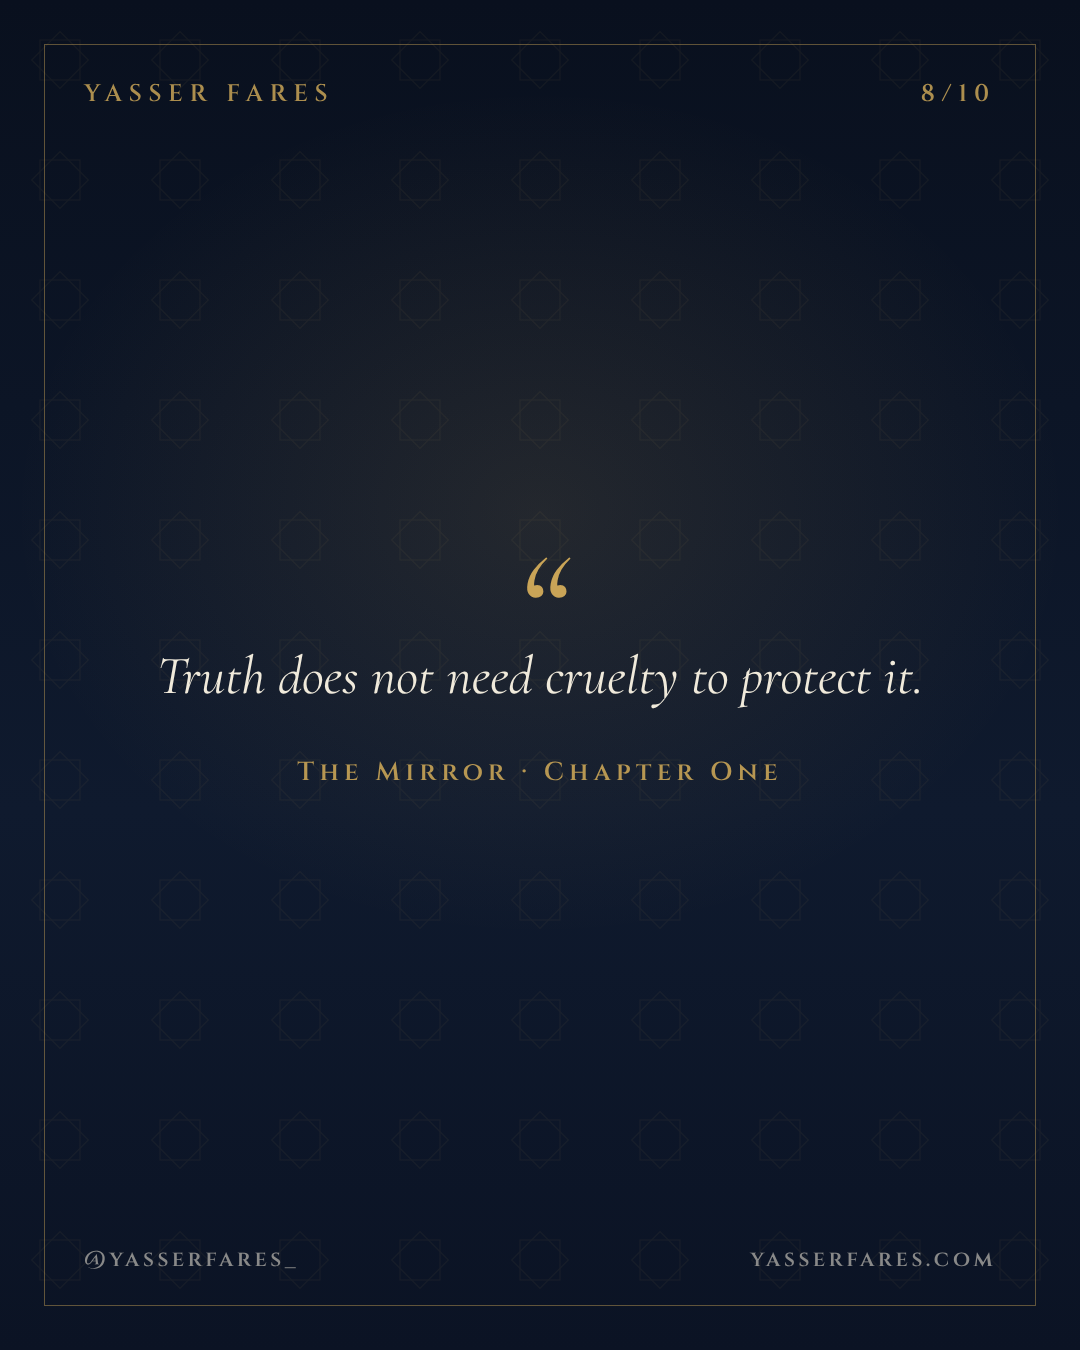 YASSER FARES
8/10
“
Truth does not need cruelty to protect it.
The Mirror · Chapter One
@YASSERFARES_
YASSERFARES.COM